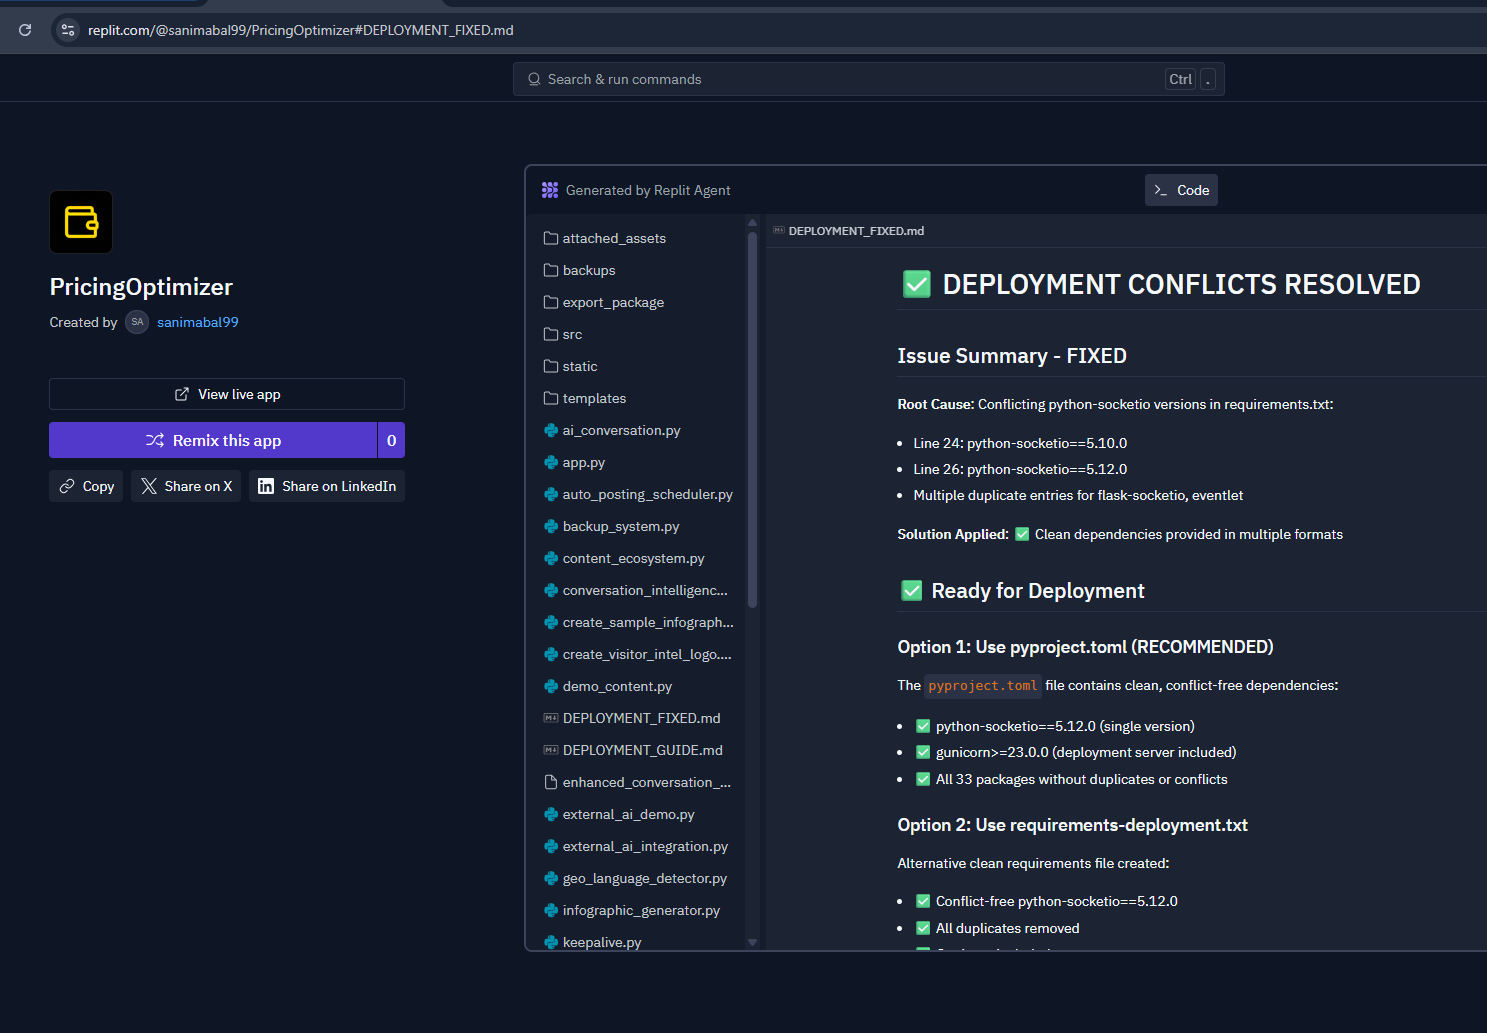 replit.com/@sanimabal99/PricingOptimizer#DEPLOYMENT_FIXED.md
Search & run commands
Ctrl .
PricingOptimizer
Created by SA sanimabal99
View live app
Remix this app 0
Copy
Share on X
Share on LinkedIn
Generated by Replit Agent
Code
attached_assets
backups
export_package
src
static
templates
ai_conversation.py
app.py
auto_posting_scheduler.py
backup_system.py
content_ecosystem.py
conversation_intelligenc...
create_sample_infograph...
create_visitor_intel_logo....
demo_content.py
DEPLOYMENT_FIXED.md
DEPLOYMENT_GUIDE.md
enhanced_conversation_...
external_ai_demo.py
external_ai_integration.py
geo_language_detector.py
infographic_generator.py
keepalive.py
DEPLOYMENT_FIXED.md
✅ DEPLOYMENT CONFLICTS RESOLVED
Issue Summary - FIXED
Root Cause: Conflicting python-socketio versions in requirements.txt:
• Line 24: python-socketio==5.10.0
• Line 26: python-socketio==5.12.0
• Multiple duplicate entries for flask-socketio, eventlet
Solution Applied: ✅ Clean dependencies provided in multiple formats
✅ Ready for Deployment
Option 1: Use pyproject.toml (RECOMMENDED)
The pyproject.toml file contains clean, conflict-free dependencies:
• ✅ python-socketio==5.12.0 (single version)
• ✅ gunicorn>=23.0.0 (deployment server included)
• ✅ All 33 packages without duplicates or conflicts
Option 2: Use requirements-deployment.txt
Alternative clean requirements file created:
• ✅ Conflict-free python-socketio==5.12.0
• ✅ All duplicates removed